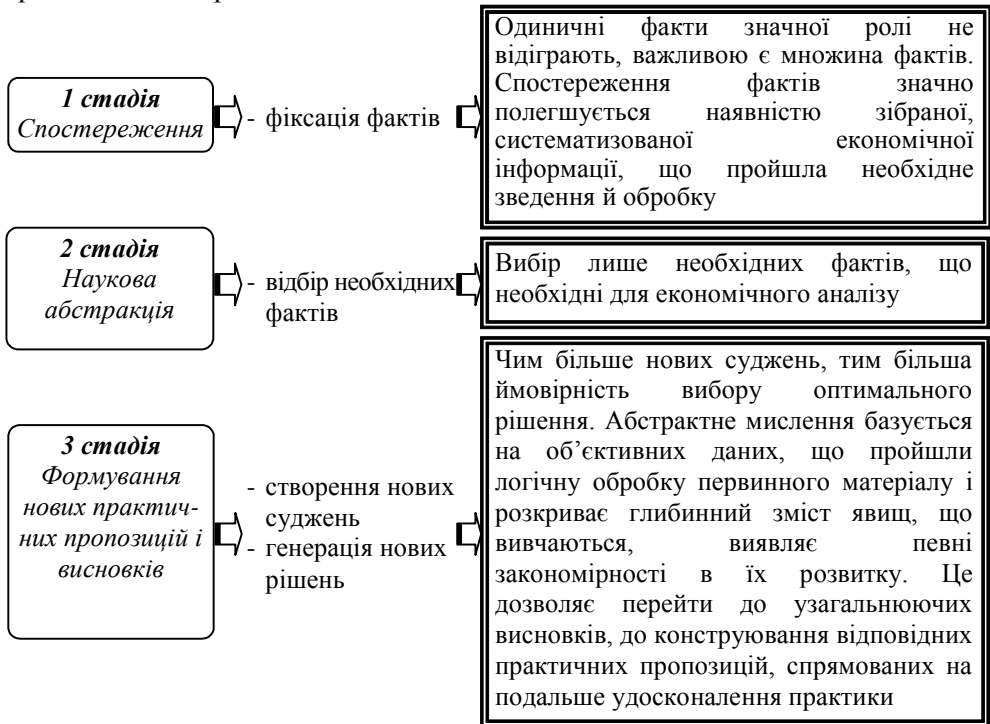 1 стадія
Спостереження
- фіксація фактів
Одиничні факти значної ролі не
відіграють, важливою є множина фактів.
Спостереження фактів значно
полегшується наявністю зібраної,
систематизованої економічної
інформації, що пройшла необхідне
зведення й обробку
2 стадія
Наукова
абстракція
- відбір необхідних
фактів
Вибір лише необхідних фактів, що
необхідні для економічного аналізу
3 стадія
Формування
нових практич-
них пропозицій і
висновків
- створення нових
суджень
- генерація нових
рішень
Чим більше нових суджень, тим більша
ймовірність вибору оптимального
рішення. Абстрактне мислення базується
на об’єктивних даних, що пройшли
логічну обробку первинного матеріалу і
розкриває глибинний зміст явищ, що
вивчаються, виявляє певні
закономірності в їх розвитку. Це
дозволяє перейти до узагальнюючих
висновків, до конструювання відповідних
практичних пропозицій, спрямованих на
подальше удосконалення практики